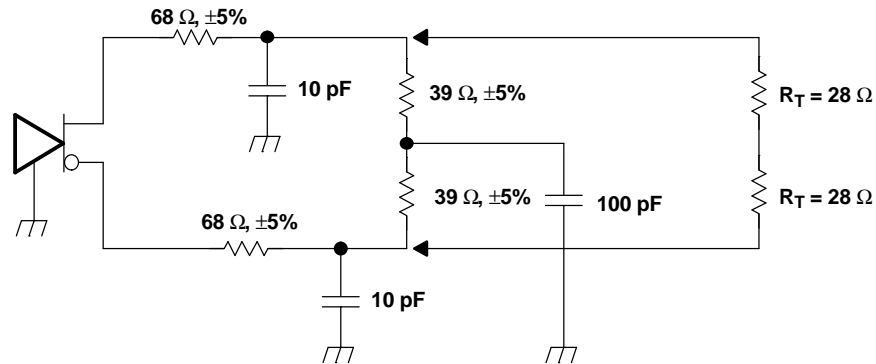 68 Ω, ±5%
10 pF
39 Ω, ±5%
R_T = 28 Ω
39 Ω, ±5%
100 pF
R_T = 28 Ω
68 Ω, ±5%
10 pF